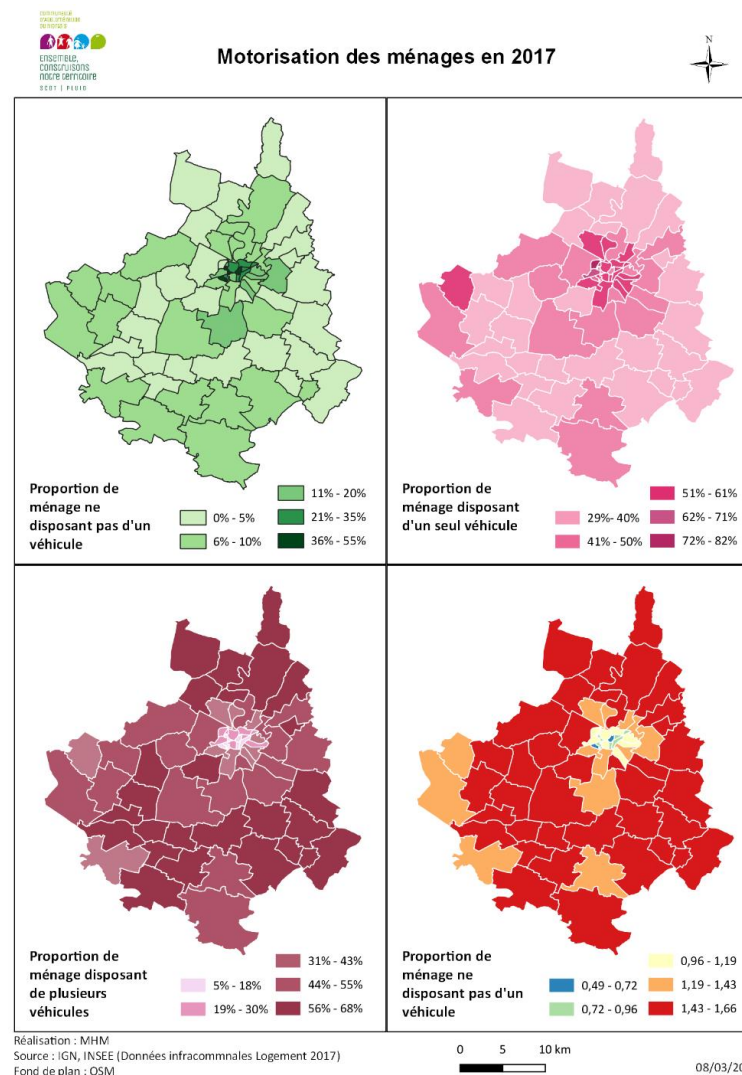 Ensemble,
construisons
notre territoire
SCOT | PLUID
Motorisation des ménages en 2017
N
Proportion de
ménage ne
disposant pas d'un
véhicule
0% - 5%
6% - 10%
11% - 20%
21% - 35%
36% - 55%
Proportion de
ménage disposant
d'un seul véhicule
29%- 40%
41% - 50%
51% - 61%
62% - 71%
72% - 82%
Proportion de
ménage disposant
de plusieurs
véhicules
5% - 18%
19% - 30%
31% - 43%
44% - 55%
56% - 68%
Proportion de
ménage ne
disposant pas d'un
véhicule
0,49 - 0,72
0,72 - 0,96
0,96 - 1,19
1,19 - 1,43
1,43 - 1,66
Réalisation : MHM
Source : IGN, INSEE (Données infracommnales Logement 2017)
Fond de plan : OSM
0 5 10 km
08/03/20